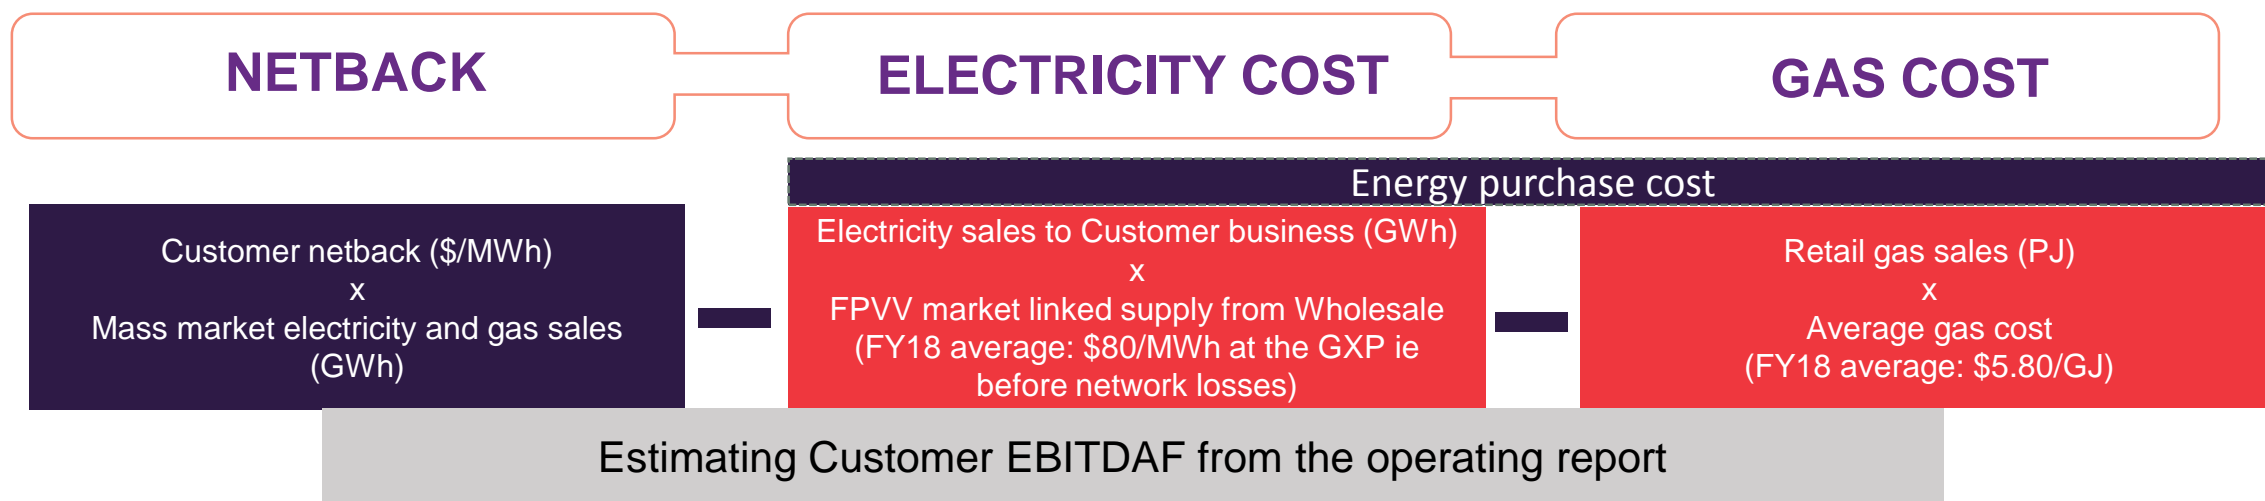 NETBACK
ELECTRICITY COST
GAS COST
Energy purchase cost
Customer netback ($/MWh)
x
Mass market electricity and gas sales
(GWh)
Electricity sales to Customer business (GWh)
x
FPVV market linked supply from Wholesale
(FY18 average: $80/MWh at the GXP ie
before network losses)
Retail gas sales (PJ)
x
Average gas cost
(FY18 average: $5.80/GJ)
Estimating Customer EBITDAF from the operating report